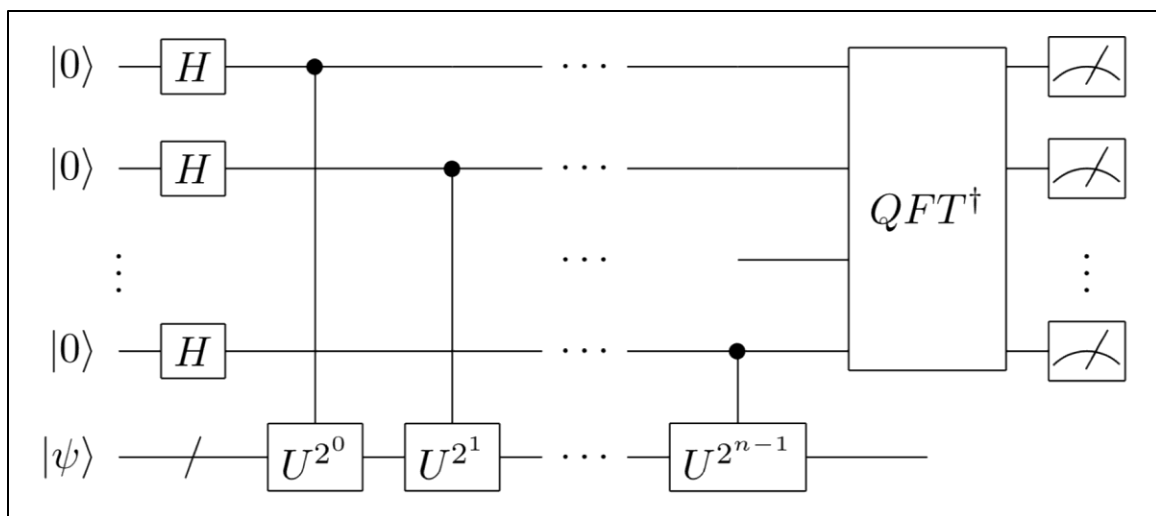 |0⟩ H ···
|0⟩ H ···
QFT†
⋮ ··· ⋮
|0⟩ H ···
|ψ⟩ U^{2^0} U^{2^1} ··· U^{2^{n−1}}